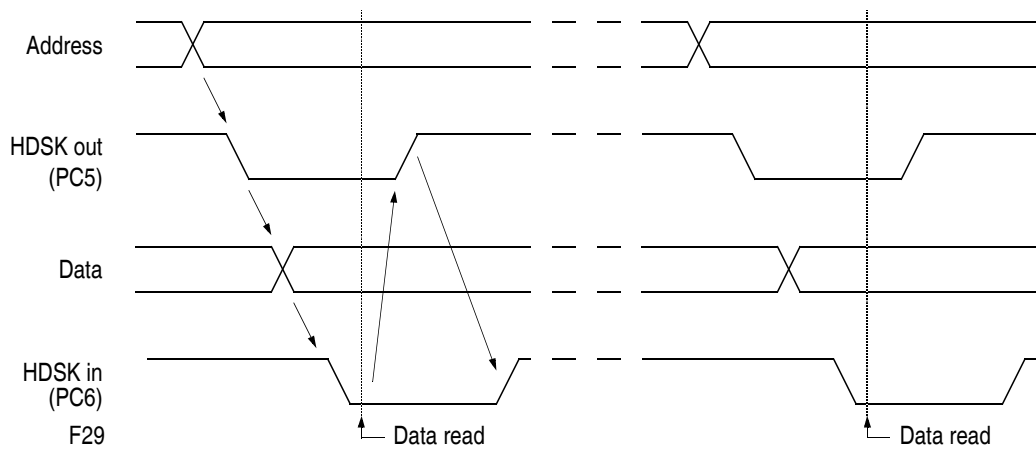 Address
HDSK out
(PC5)
Data
HDSK in
(PC6)
F29
Data read
Data read